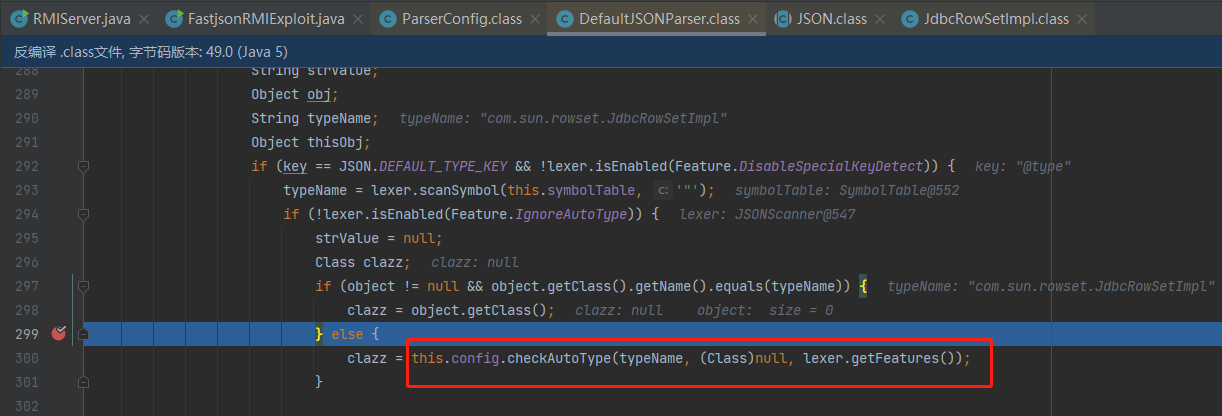 RMIServer.java × FastjsonRMIExploit.java × ParserConfig.class × DefaultJSONParser.class × JSON.class × JdbcRowSetImpl.class ×
反编译 .class文件, 字节码版本: 49.0 (Java 5)
288 String strValue;
289 Object obj;
290 String typeName; typeName: "com.sun.rowset.JdbcRowSetImpl"
291 Object thisObj;
292 if (key == JSON.DEFAULT_TYPE_KEY && !lexer.isEnabled(Feature.DisableSpecialKeyDetect)) { key: "@type"
293 typeName = lexer.scanSymbol(this.symbolTable, c: '"'); symbolTable: SymbolTable@552
294 if (!lexer.isEnabled(Feature.IgnoreAutoType)) { lexer: JSONScanner@547
295 strValue = null;
296 Class clazz; clazz: null
297 if (object != null && object.getClass().getName().equals(typeName)) { typeName: "com.sun.rowset.JdbcRowSetImpl"
298 clazz = object.getClass(); clazz: null object: size = 0
299 } else {
300 clazz = this.config.checkAutoType(typeName, (Class)null, lexer.getFeatures());
301 }
302